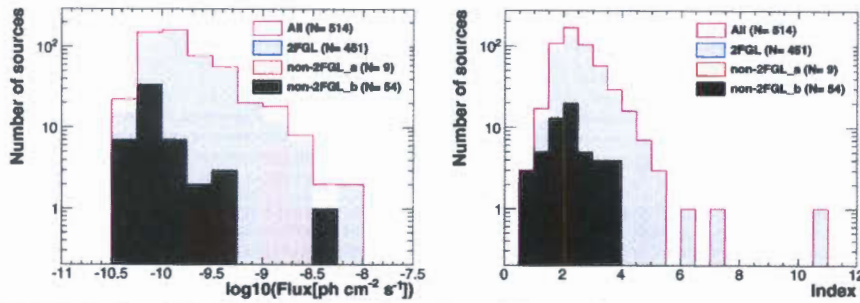 All (N= 514)
2FGL (N= 451)
non-2FGL_a (N= 9)
non-2FGL_b (N= 54)
Number of sources
10²
10
1
-11 -10.5 -10 -9.5 -9 -8.5 -8 -7.5
log10(Flux[ph cm⁻² s⁻¹])
All (N= 514)
2FGL (N= 451)
non-2FGL_a (N= 9)
non-2FGL_b (N= 54)
Number of sources
10²
10
1
0 2 4 6 8 10 12
Index